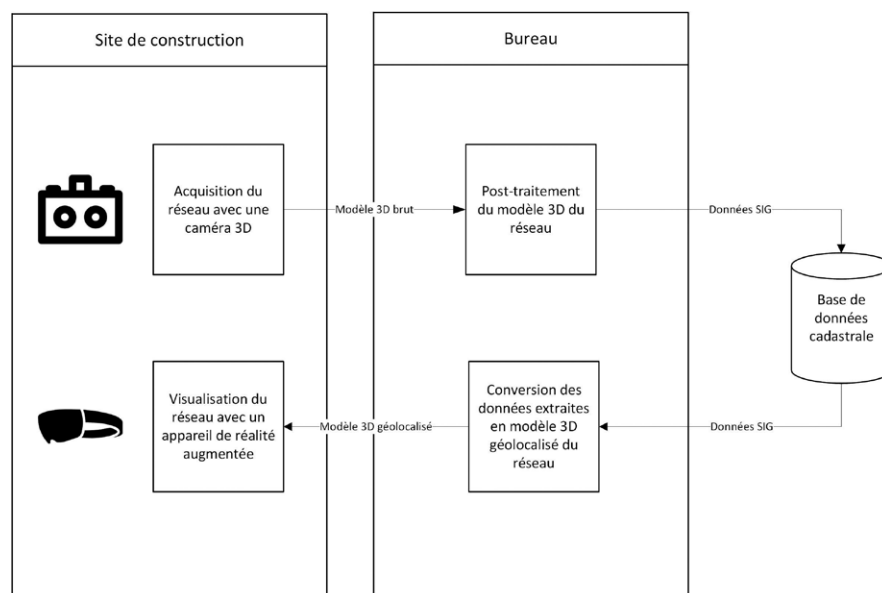 Site de construction
Bureau
Acquisition du
réseau avec une
caméra 3D
Modèle 3D brut
Post-traitement
du modèle 3D du
réseau
Données SIG
Base de
données
cadastrale
Visualisation du
réseau avec un
appareil de réalité
augmentée
Modèle 3D géolocalisé
Conversion des
données extraites
en modèle 3D
géolocalisé du
réseau
Données SIG